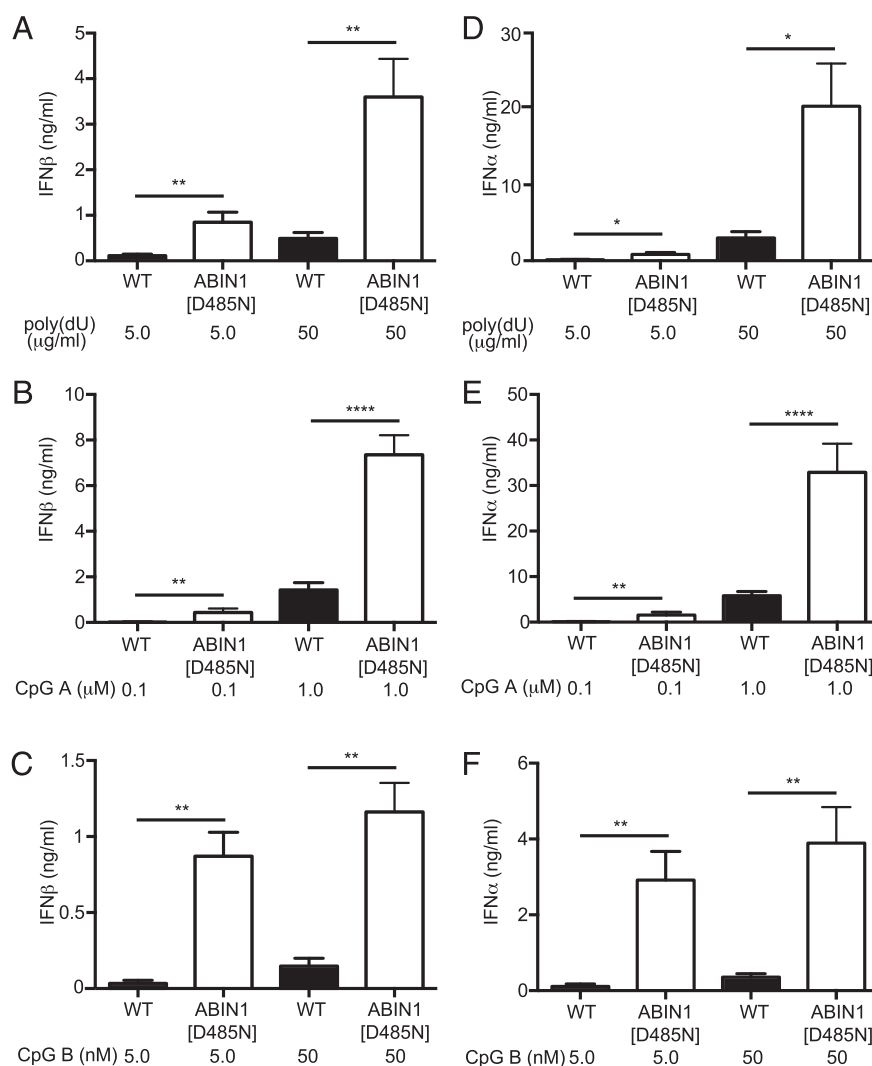 A
IFNβ (ng/ml)
5
4
3
2
1
0
**
**
WT ABIN1 WT ABIN1
[D485N] [D485N]
poly(dU)
(μg/ml) 5.0 5.0 50 50
D
IFNα (ng/ml)
30
20
10
0
*
*
WT ABIN1 WT ABIN1
[D485N] [D485N]
poly(dU)
(μg/ml) 5.0 5.0 50 50
B
IFNβ (ng/ml)
10
8
6
4
2
0
**
****
WT ABIN1 WT ABIN1
[D485N] [D485N]
CpG A (μM) 0.1 0.1 1.0 1.0
E
IFNα (ng/ml)
50
40
30
20
10
0
**
****
WT ABIN1 WT ABIN1
[D485N] [D485N]
CpG A (μM) 0.1 0.1 1.0 1.0
C
IFNβ (ng/ml)
1.5
1
0.5
0
**
**
WT ABIN1 WT ABIN1
[D485N] [D485N]
CpG B (nM) 5.0 5.0 50 50
F
IFNα (ng/ml)
6
4
2
0
**
**
WT ABIN1 WT ABIN1
[D485N] [D485N]
CpG B (nM) 5.0 5.0 50 50